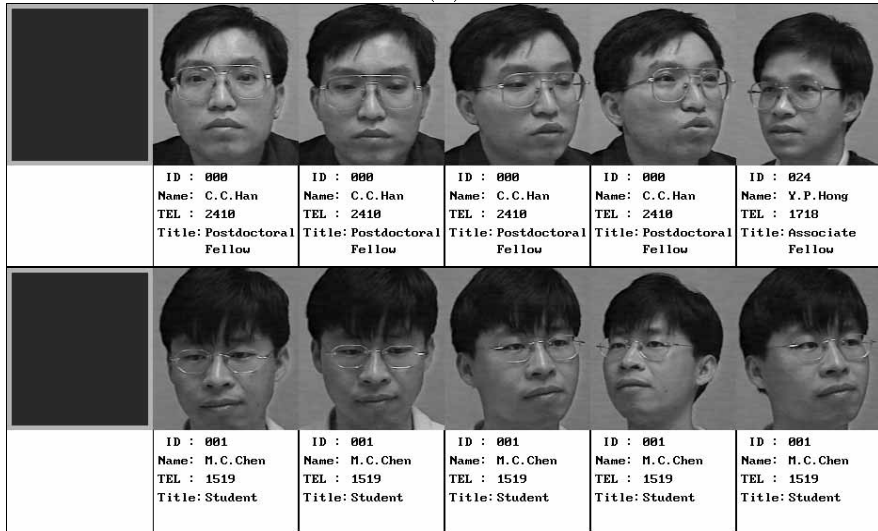 ID : 000
Name: C.C.Han
TEL : 2410
Title:Postdoctoral
Fellow
ID : 000
Name: C.C.Han
TEL : 2410
Title:Postdoctoral
Fellow
ID : 000
Name: C.C.Han
TEL : 2410
Title:Postdoctoral
Fellow
ID : 000
Name: C.C.Han
TEL : 2410
Title:Postdoctoral
Fellow
ID : 024
Name: Y.P.Hong
TEL : 1718
Title:Associate
Fellow
ID : 001
Name: M.C.Chen
TEL : 1519
Title:Student
ID : 001
Name: M.C.Chen
TEL : 1519
Title:Student
ID : 001
Name: M.C.Chen
TEL : 1519
Title:Student
ID : 001
Name: M.C.Chen
TEL : 1519
Title:Student
ID : 001
Name: M.C.Chen
TEL : 1519
Title:Student